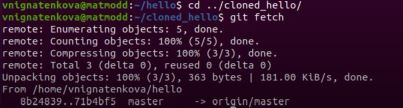 vnignatenkova@matmodd:~/hello$ cd ../cloned_hello/
vnignatenkova@matmodd:~/cloned_hello$ git fetch
remote: Enumerating objects: 5, done.
remote: Counting objects: 100% (5/5), done.
remote: Compressing objects: 100% (3/3), done.
remote: Total 3 (delta 0), reused 0 (delta 0)
Unpacking objects: 100% (3/3), 363 bytes | 181.00 KiB/s, done.
From /home/vnignatenkova/hello
8b24839..71b4bf5 master -> origin/master